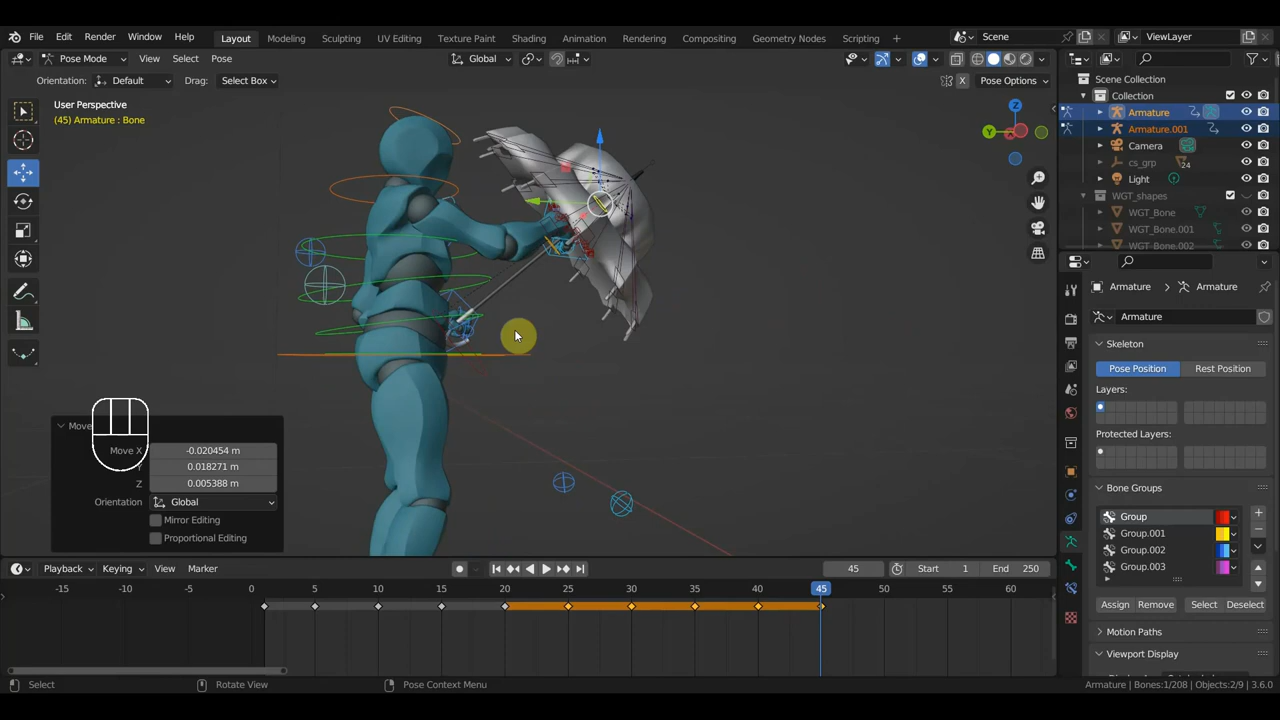 File Edit Render Window Help Layout Modeling Sculpting UV Editing Texture Paint Shading Animation Rendering Compositing Geometry Nodes Scripting + Scene ViewLayer
Pose Mode View Select Pose Global
Orientation: Default Drag: Select Box X Pose Options
Scene Collection
Collection
User Perspective
(45) Armature : Bone
Armature
Armature.001
Camera
cs_grp 24
Light
WGT_shapes
WGT_Bone
WGT_Bone.001
WGT_Bone.002
Z
Y
X
Armature Armature
Armature
Skeleton
Pose Position Rest Position
Layers:
Protected Layers:
Bone Groups
Group
Group.001
Group.002
Group.003
Assign Remove Select Deselect
Motion Paths
Viewport Display
Move
Move X -0.020454 m
Y 0.018271 m
Z 0.005388 m
Orientation Global
Mirror Editing
Proportional Editing
Playback Keying View Marker 45 Start 1 End 250
-15 -10 -5 0 5 10 15 20 25 30 35 40 45 50 55 60
Select Rotate View Pose Context Menu Armature | Bones:1/208 | Objects:2/9 | 3.6.0